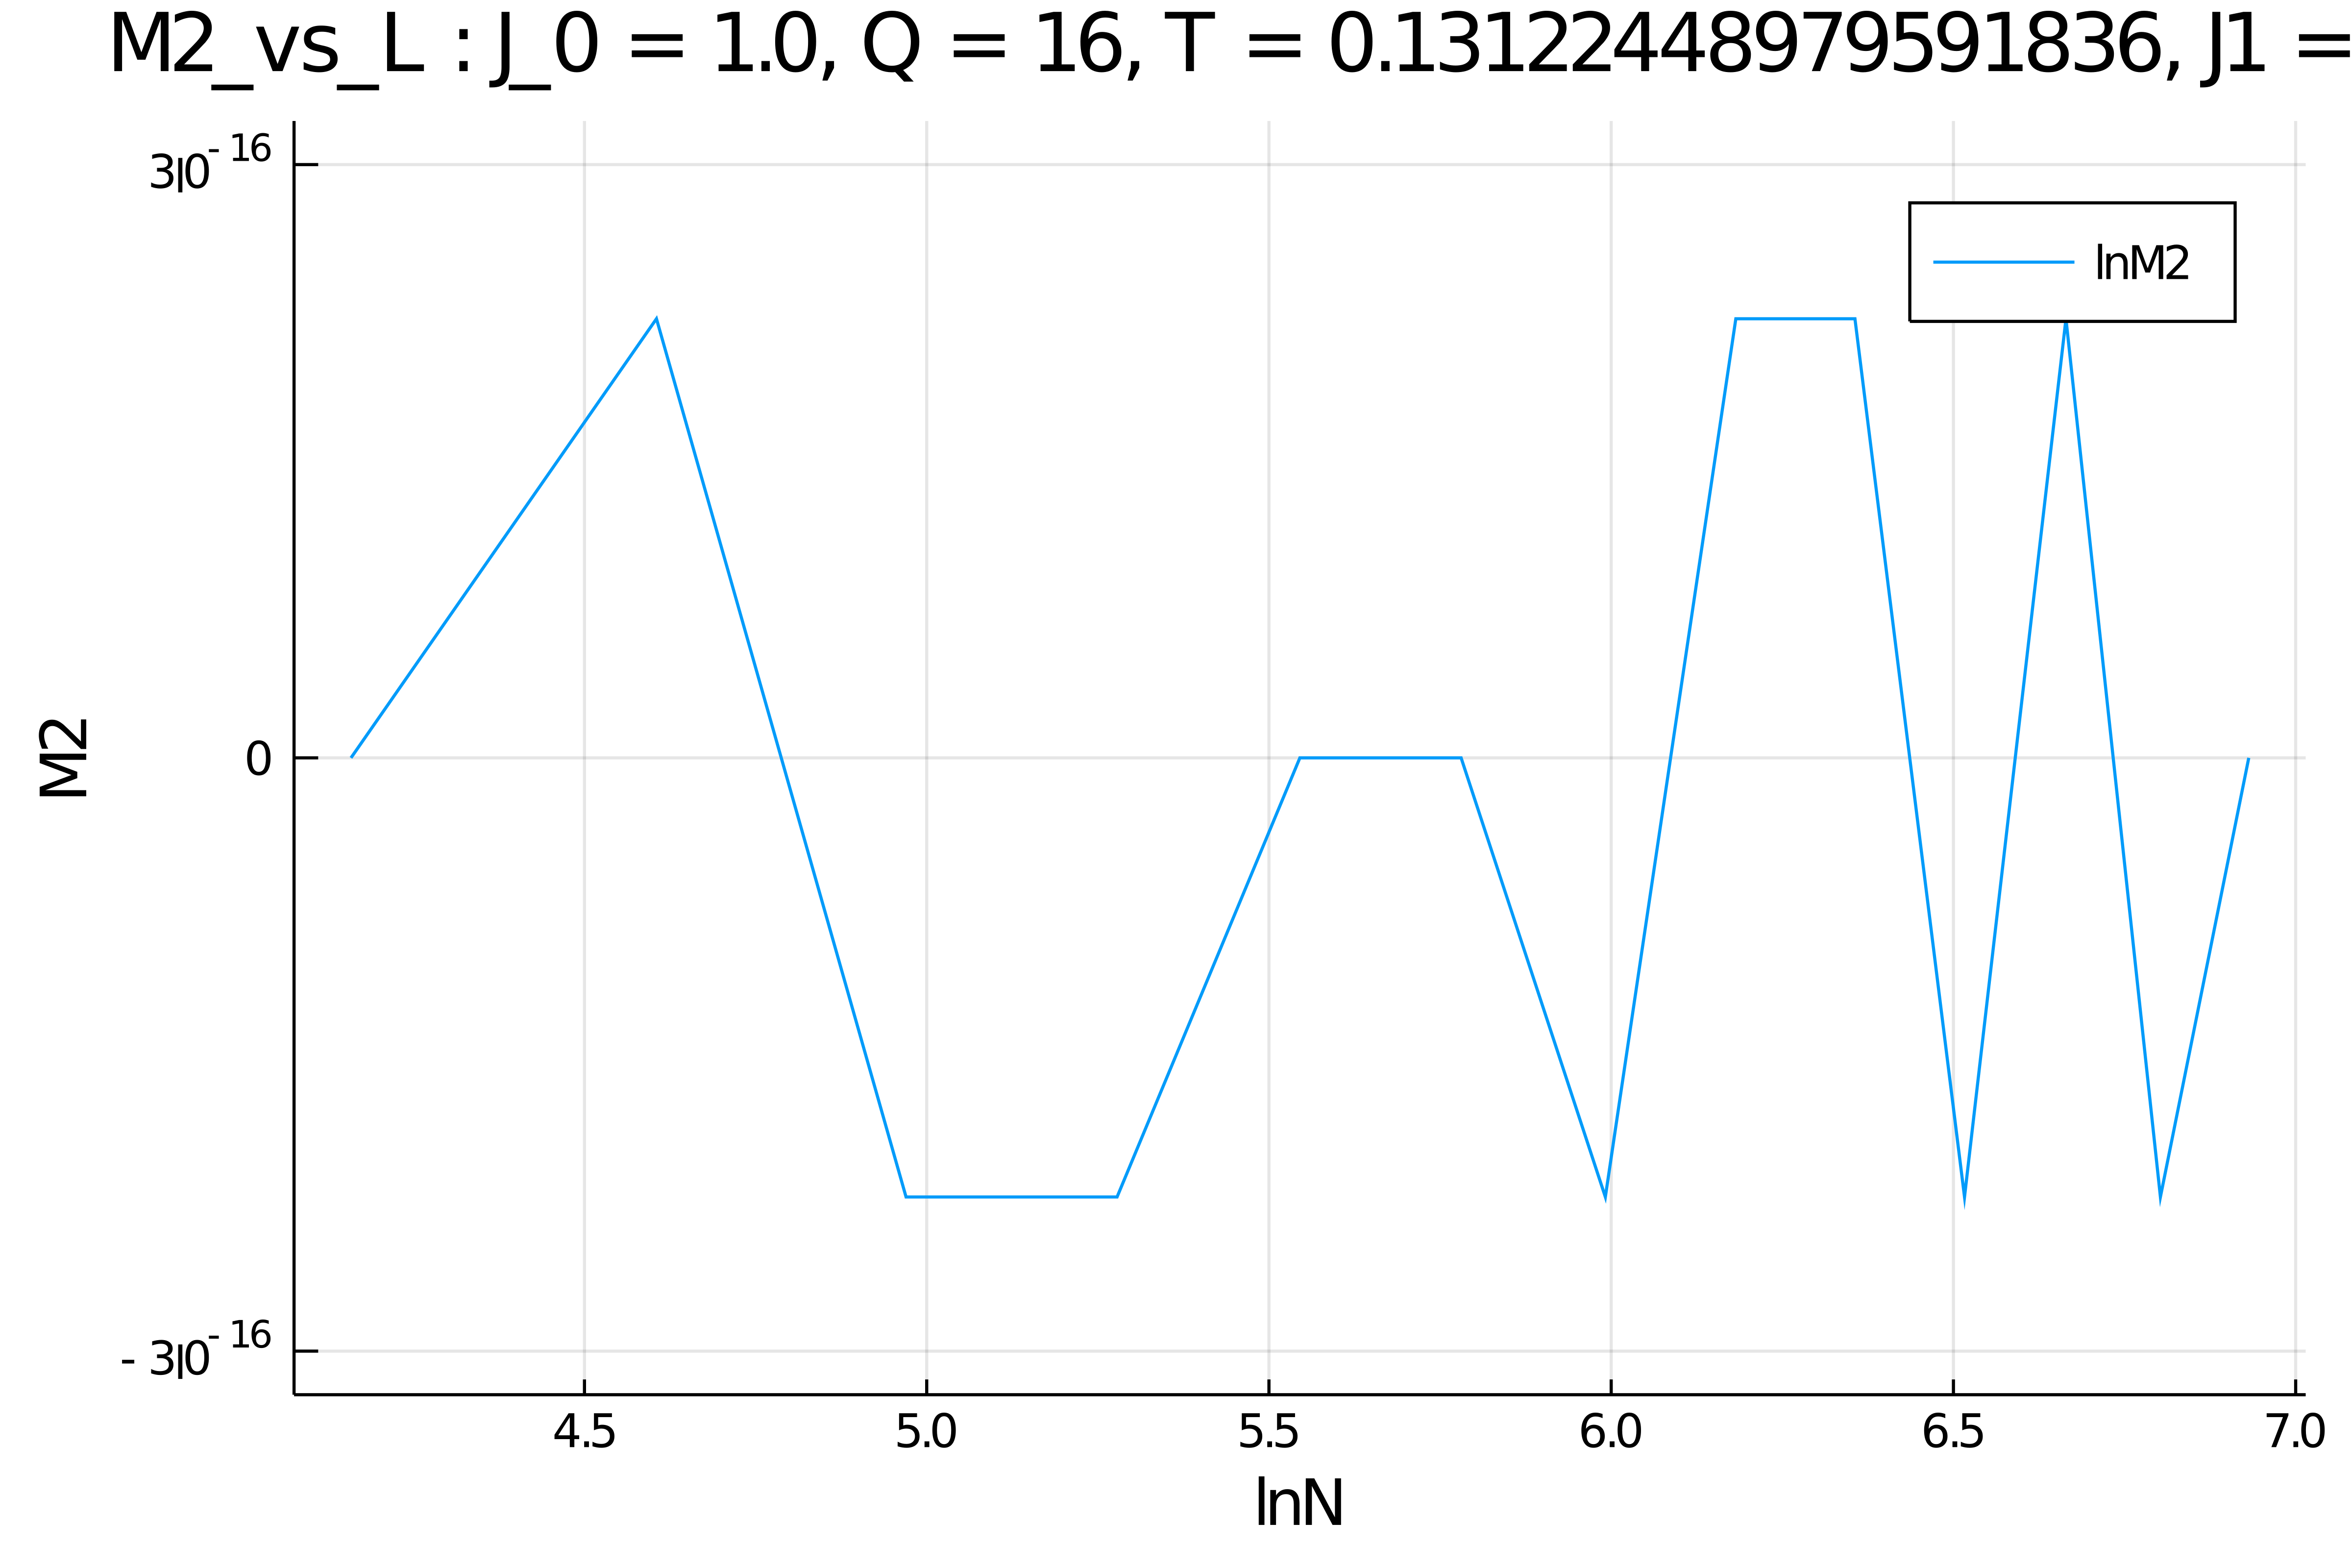 M2_vs_L : J_0 = 1.0, Q = 16, T = 0.1312244897959183​6, J1 =
3|0^- 16
lnM2
M2
0
- 3|0^- 16
4.5 5.0 5.5 6.0 6.5 7.0
lnN